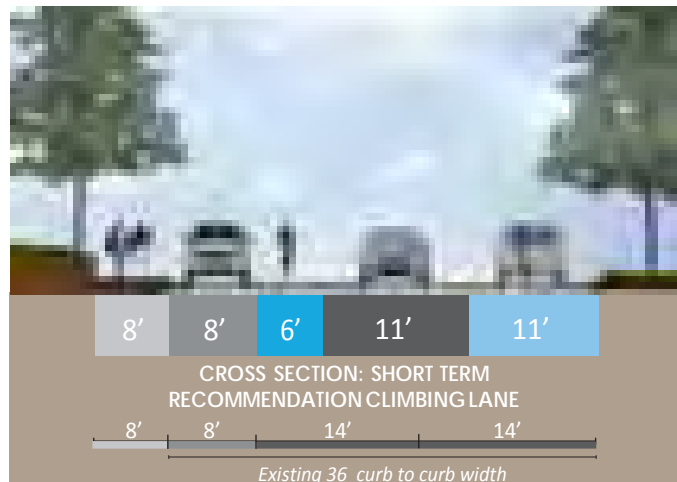 8’ 8’ 6’ 11’ 11’
CROSS SECTION: SHORT TERM
RECOMMENDATION CLIMBING LANE
8’ 8’ 14’ 14’
Existing 36 curb to curb width